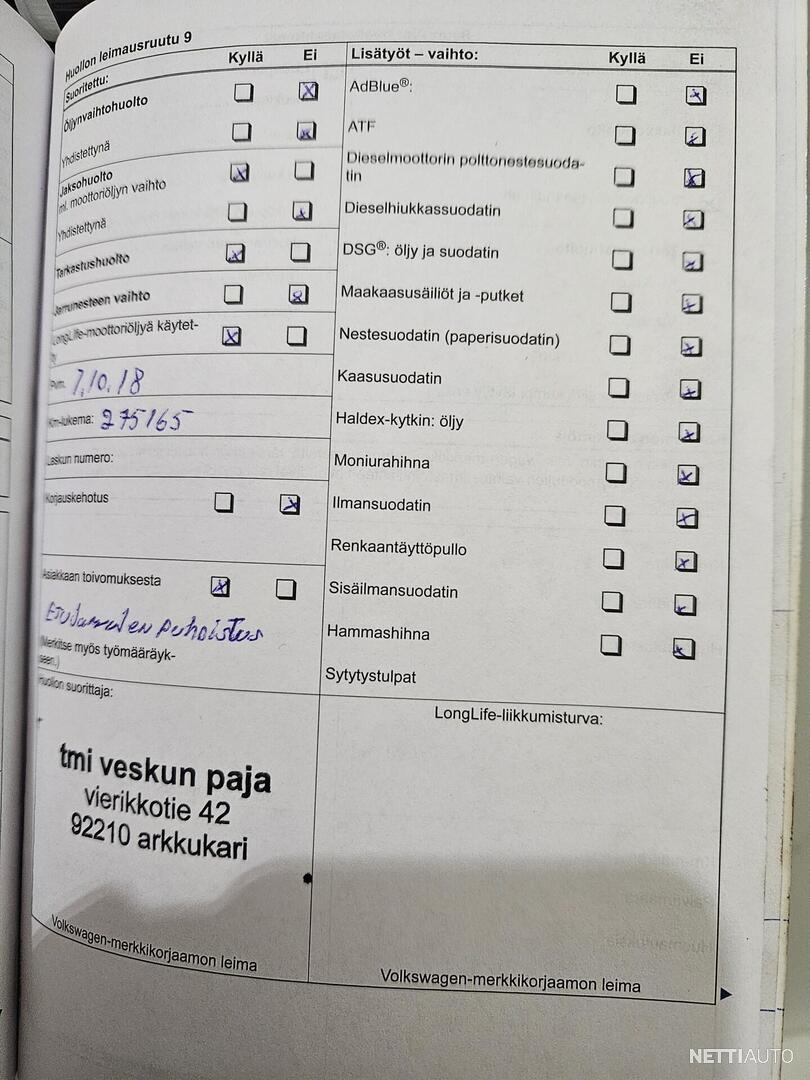 Huollon leimausruutu 9
Suoritettu: Kyllä Ei
Öljynvaihtohuolto
Yhdistettynä
Jaksohuolto
ml. moottoriöljyn vaihto
Yhdistettynä
Tarkastushuolto
Jarrunesteen vaihto
LongLife-moottoriöljyä käytet-
ty
Pvm. 7.10.18
Km-lukema: 275165
Laskun numero:
Korjauskehotus
Asiakkaan toivomuksesta
puhdistus
(Merkitse myös työmääräyk-
seen.)
Huollon suorittaja:
tmi veskun paja
vierikkotie 42
92210 arkkukari
Volkswagen-merkkikorjaamon leima
Lisätyöt – vaihto: Kyllä Ei
AdBlue®:
ATF
Dieselmoottorin polttonestesuoda-
tin
Dieselhiukkassuodatin
DSG®: öljy ja suodatin
Maakaasusäiliöt ja -putket
Nestesuodatin (paperisuodatin)
Kaasusuodatin
Haldex-kytkin: öljy
Moniurahihna
Ilmansuodatin
Renkaantäyttöpullo
Sisäilmansuodatin
Hammashihna
Sytytystulpat
LongLife-liikkumisturva:
Volkswagen-merkkikorjaamon leima
NETTIAUTO